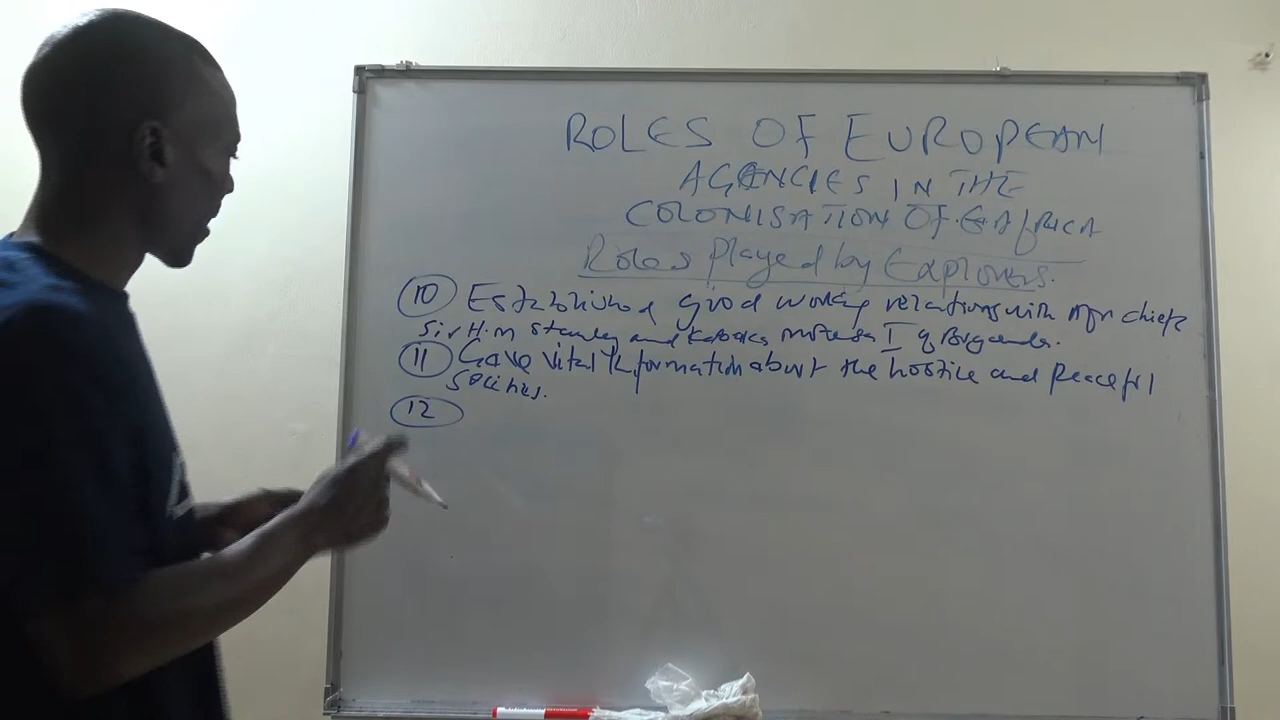 ROLES OF EUROPEAN
AGENCIES IN THE
COLONISATION OF E.AFRICA
Roles Played by Explorers.
10 Established good working relations with Afrn chiefs
Sir H.M Stanley and Kabaka Mutesa I of Buganda.
11 Gave vital Information about the hostile and Peaceful
Societies.
12